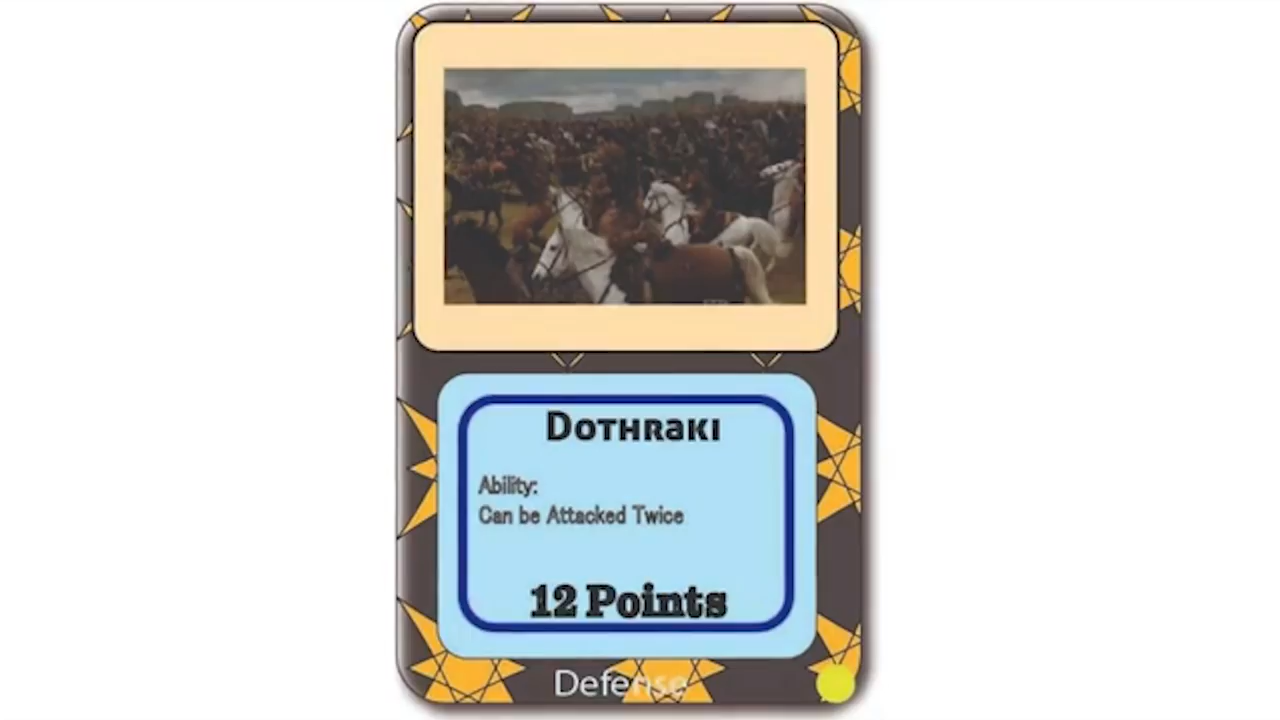 Dothraki
Ability:
Can be Attacked Twice
12 Points
Defense